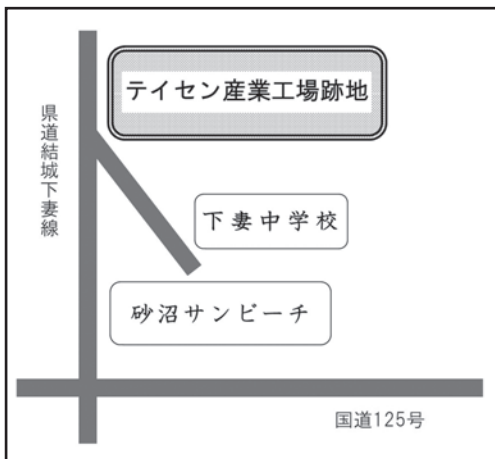 テイセン産業工場跡地
県道結城下妻線
下妻中学校
砂沼サンビーチ
国道125号